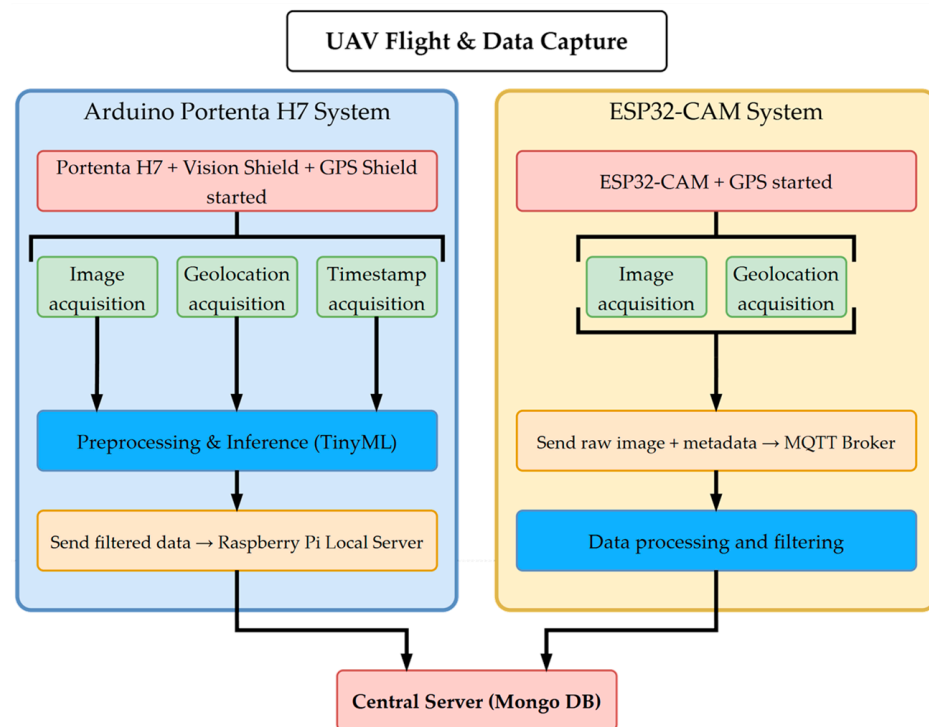 UAV Flight & Data Capture
Arduino Portenta H7 System
Portenta H7 + Vision Shield + GPS Shield
started
Image
acquisition
Geolocation
acquisition
Timestamp
acquisition
Preprocessing & Inference (TinyML)
Send filtered data → Raspberry Pi Local Server
ESP32-CAM System
ESP32-CAM + GPS started
Image
acquisition
Geolocation
acquisition
Send raw image + metadata → MQTT Broker
Data processing and filtering
Central Server (Mongo DB)